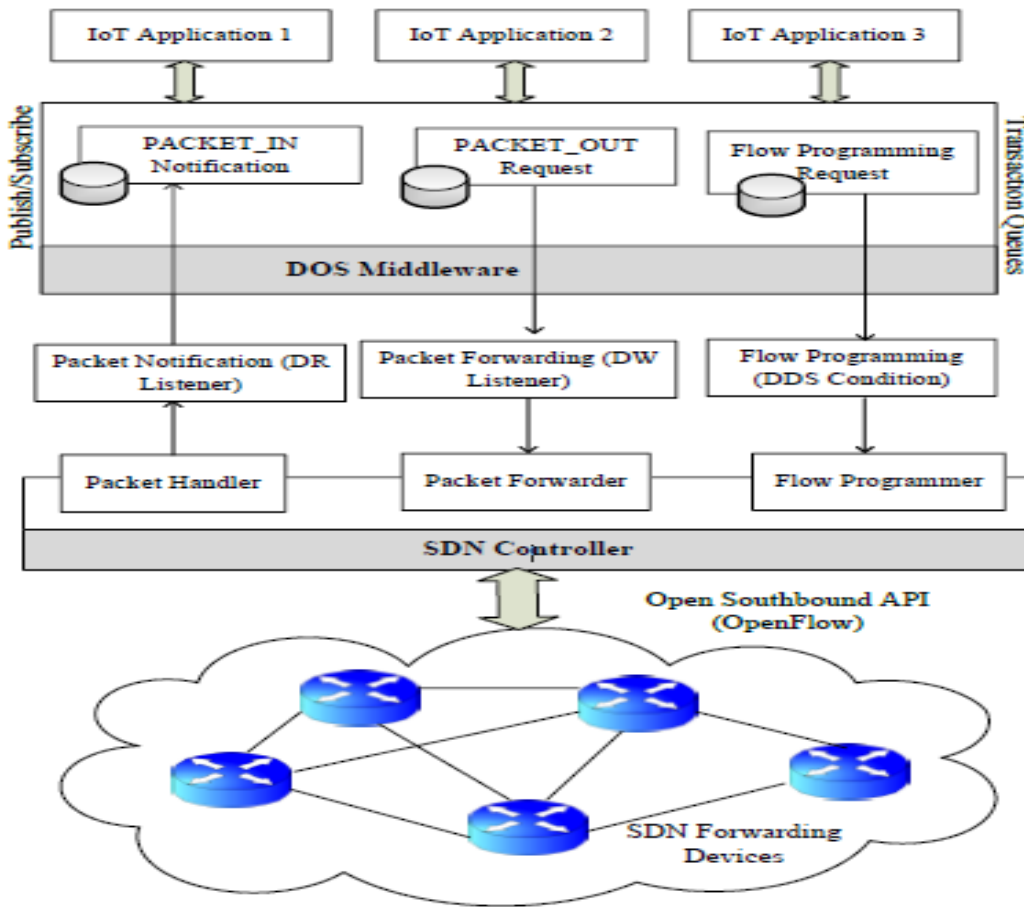 IoT Application 1
IoT Application 2
IoT Application 3
Publish/Subscribe
PACKET_IN
Notification
PACKET_OUT
Request
Flow Programming
Request
Transaction Queues
DOS Middleware
Packet Notification (DR
Listener)
Packet Forwarding (DW
Listener)
Flow Programming
(DDS Condition)
Packet Handler
Packet Forwarder
Flow Programmer
SDN Controller
Open Southbound API
(OpenFlow)
SDN Forwarding
Devices